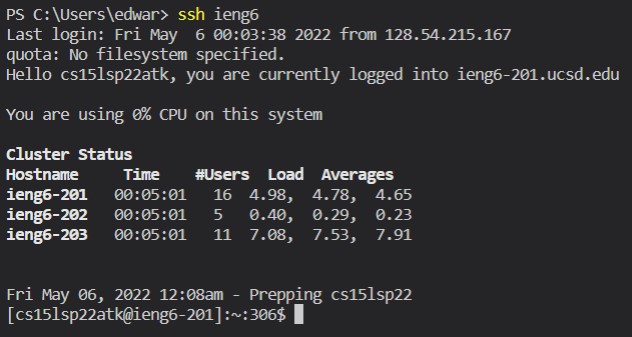 PS C:\Users\edwar> ssh ieng6
Last login: Fri May  6 00:03:38 2022 from 128.54.215.167
quota: No filesystem specified.
Hello cs15lsp22atk, you are currently logged into ieng6-201.ucsd.edu
You are using 0% CPU on this system
Cluster Status
Hostname     Time    #Users  Load  Averages
ieng6-201   00:05:01   16  4.98,  4.78,  4.65
ieng6-202   00:05:01   5   0.40,  0.29,  0.23
ieng6-203   00:05:01   11  7.08,  7.53,  7.91
Fri May 06, 2022 12:08am - Prepping cs15lsp22
[cs15lsp22atk@ieng6-201]:~:306$